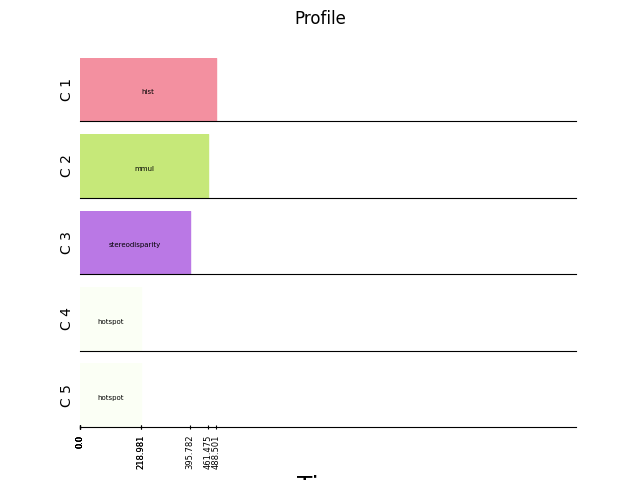 Profile
C 1
hist
C 2
mmul
C 3
stereodisparity
C 4
hotspot
C 5
hotspot
0.0
218.981
395.782
461.475
488.501